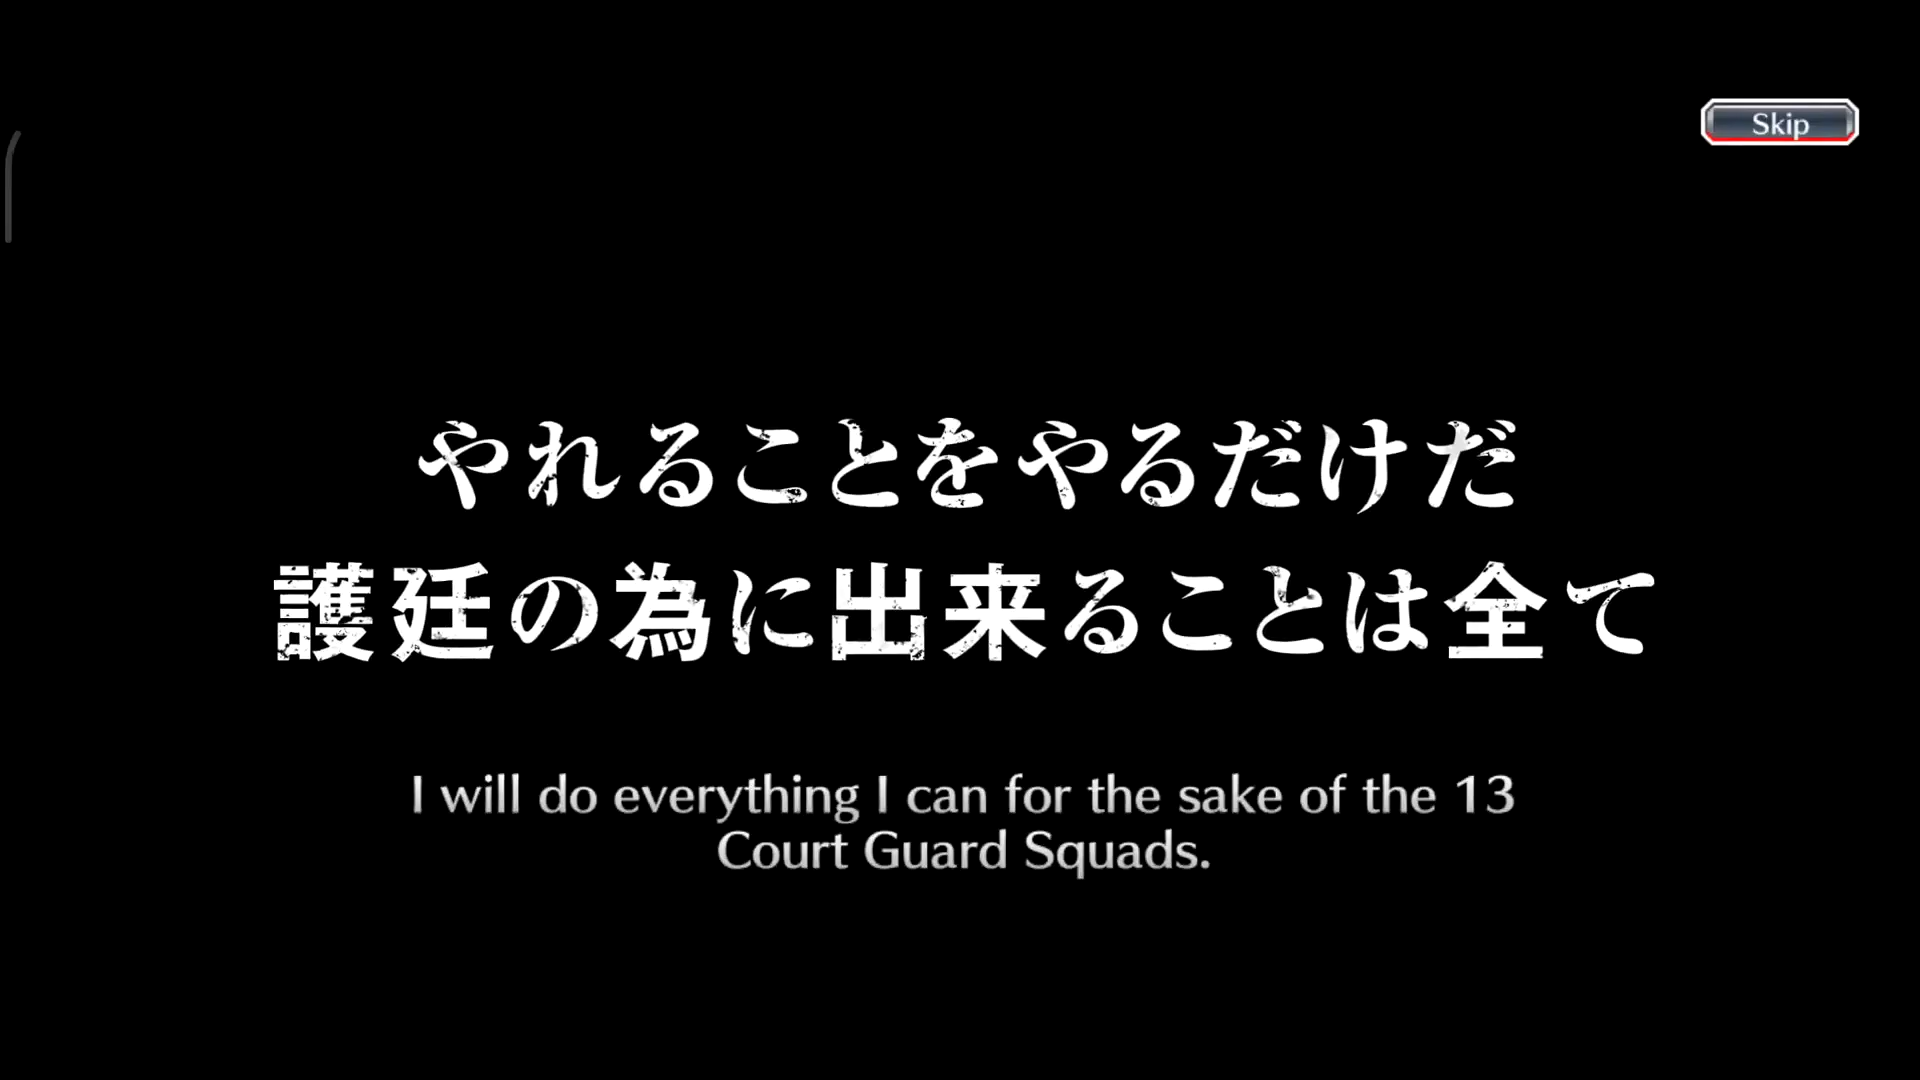 Skip
やれることをやるだけだ
護廷の為に出来ることは全て
I will do everything I can for the sake of the 13
Court Guard Squads.